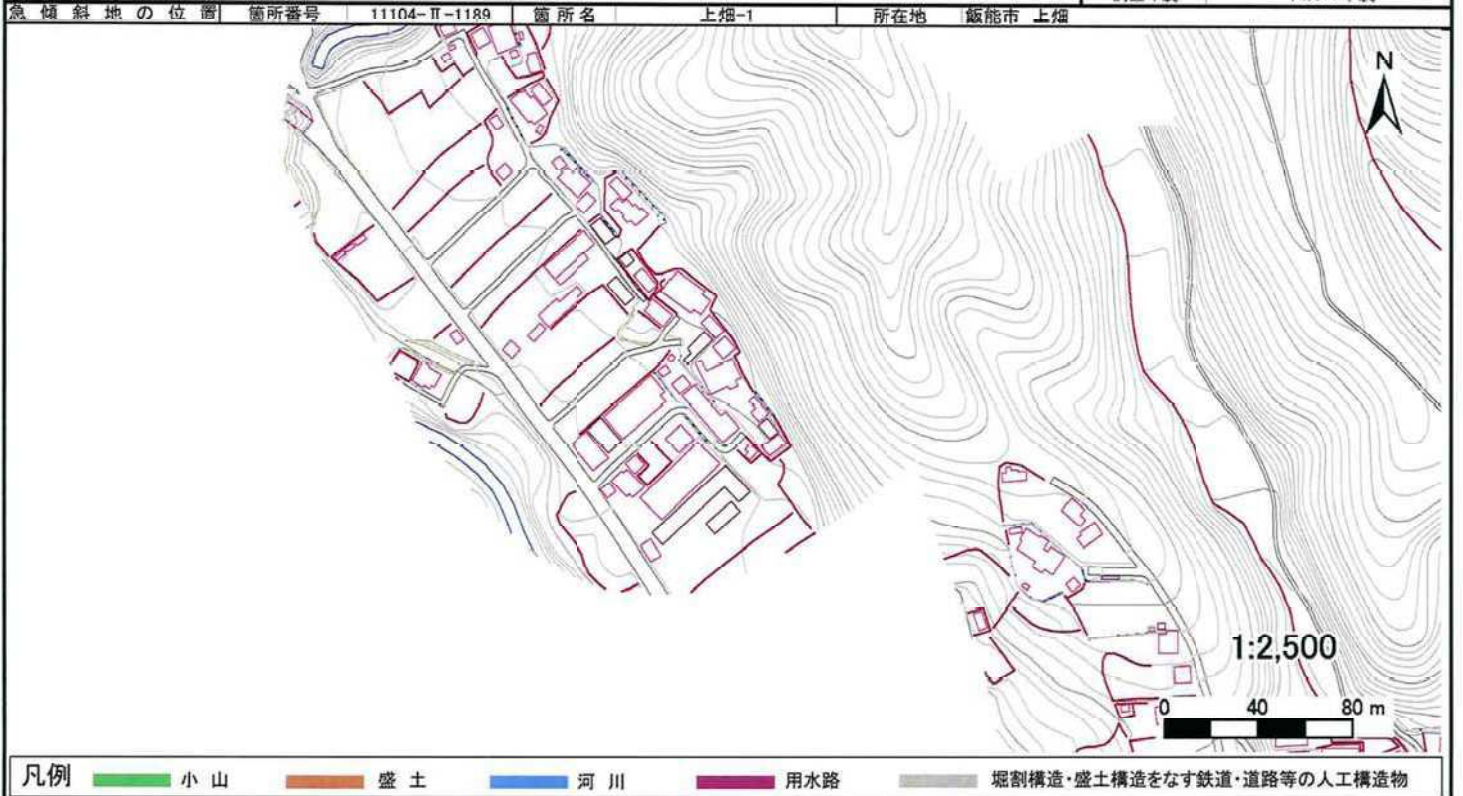 急傾斜地の位置 箇所番号 11104-Ⅱ-1189 箇所名 上畑-1 所在地 飯能市 上畑
N
1:2,500
0 40 80 m
凡例 小山 盛土 河川 用水路 堀割構造・盛土構造をなす鉄道・道路等の人工構造物